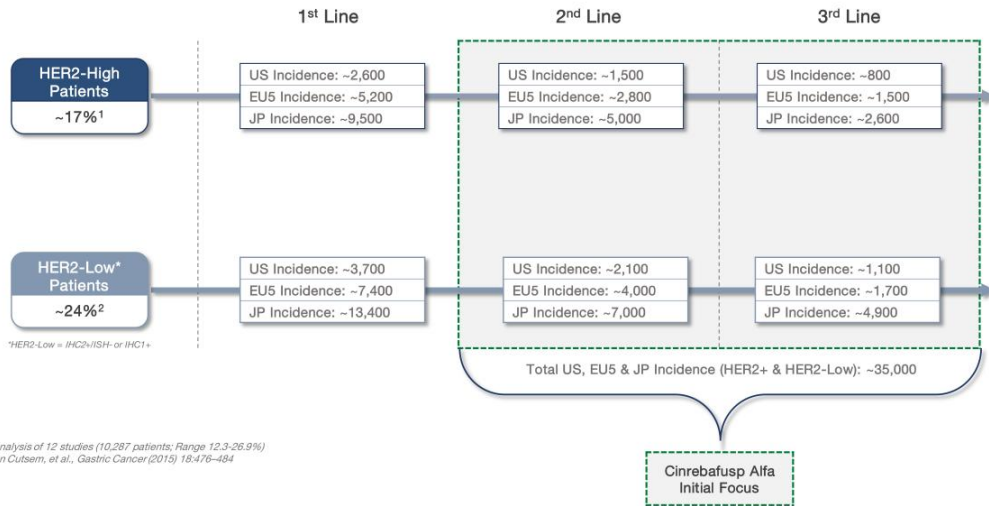 1st Line
2nd Line
3rd Line
HER2-High
Patients
~17%1
US Incidence: ~2,600
EU5 Incidence: ~5,200
JP Incidence: ~9,500
US Incidence: ~1,500
EU5 Incidence: ~2,800
JP Incidence: ~5,000
US Incidence: ~800
EU5 Incidence: ~1,500
JP Incidence: ~2,600
HER2-Low*
Patients
~24%2
US Incidence: ~3,700
EU5 Incidence: ~7,400
JP Incidence: ~13,400
US Incidence: ~2,100
EU5 Incidence: ~4,000
JP Incidence: ~7,000
US Incidence: ~1,100
EU5 Incidence: ~1,700
JP Incidence: ~4,900
*HER2-Low = IHC2+/ISH- or IHC1+
Total US, EU5 & JP Incidence (HER2+ & HER2-Low): ~35,000
nalysis of 12 studies (10,287 patients; Range 12.3-26.9%)
n Cutsem, et al., Gastric Cancer (2015) 18:476–484
Cinrebafusp Alfa
Initial Focus